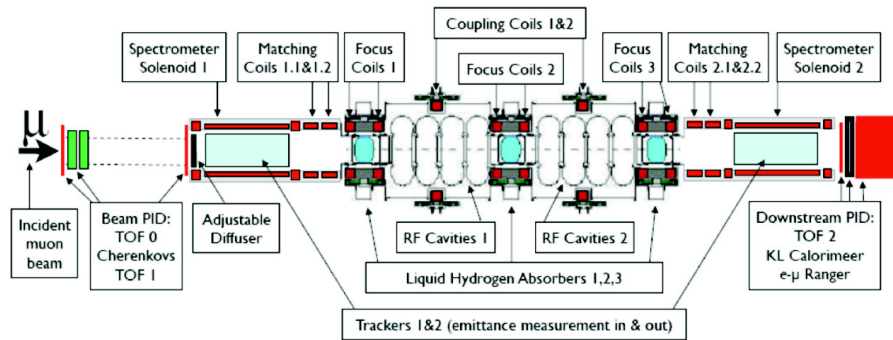 Coupling Coils 1&2
Spectrometer
Solenoid 1
Matching
Coils 1.1&1.2
Focus
Coils 1
Focus Coils 2
Focus
Coils 3
Matching
Coils 2.1&2.2
Spectrometer
Solenoid 2
μ
Incident
muon
beam
Beam PID:
TOF 0
Cherenkovs
TOF 1
Adjustable
Diffuser
RF Cavities 1
RF Cavities 2
Downstream PID:
TOF 2
KL Calorimeer
e-μ Ranger
Liquid Hydrogen Absorbers 1,2,3
Trackers 1&2 (emittance measurement in & out)